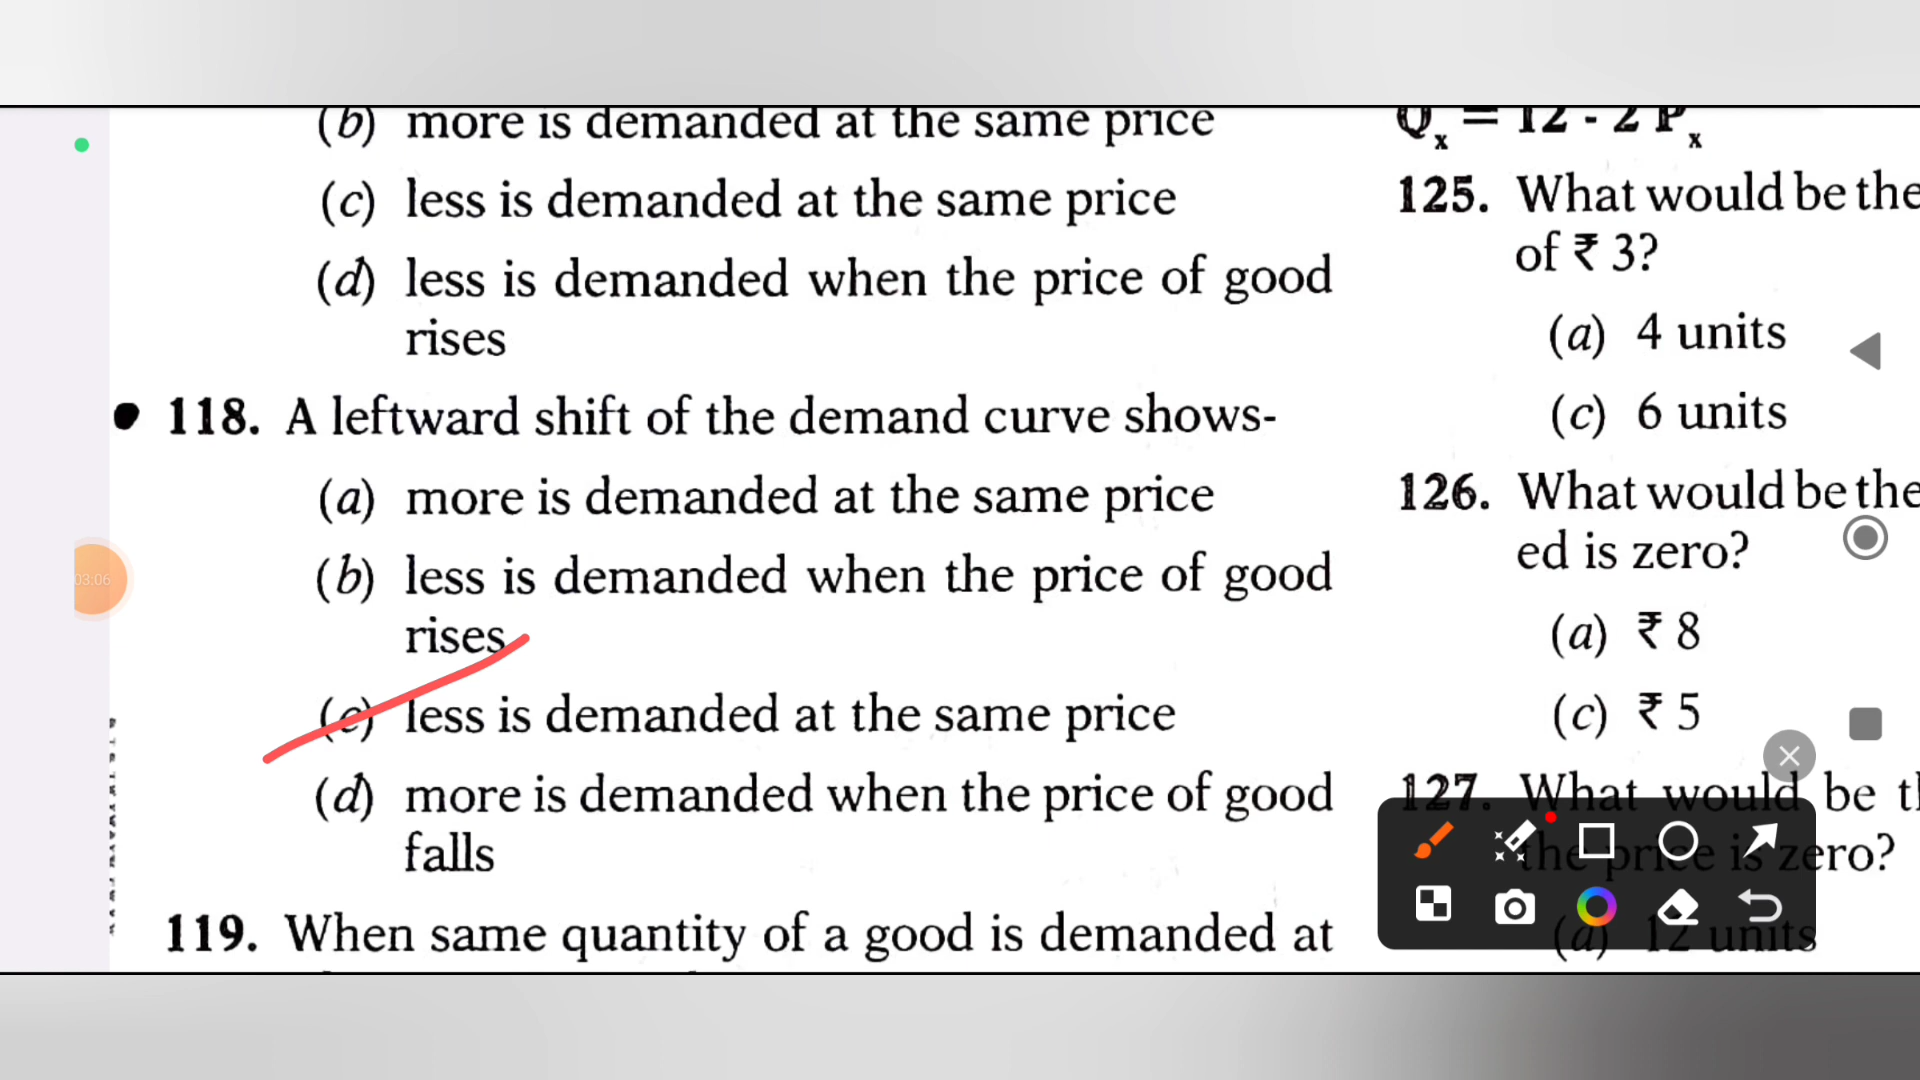 (b) more is demanded at the same price
(c) less is demanded at the same price
(d) less is demanded when the price of good
rises
118. A leftward shift of the demand curve shows-
(a) more is demanded at the same price
(b) less is demanded when the price of good
rises
(c) less is demanded at the same price
(d) more is demanded when the price of good
falls
119. When same quantity of a good is demanded at
Qx = 12 - 2 Px
125. What would be the
of ₹ 3?
(a) 4 units
(c) 6 units
126. What would be the
ed is zero?
(a) ₹ 8
(c) ₹ 5
127. What would be
the price is zero?
(a) 12 units
03:06